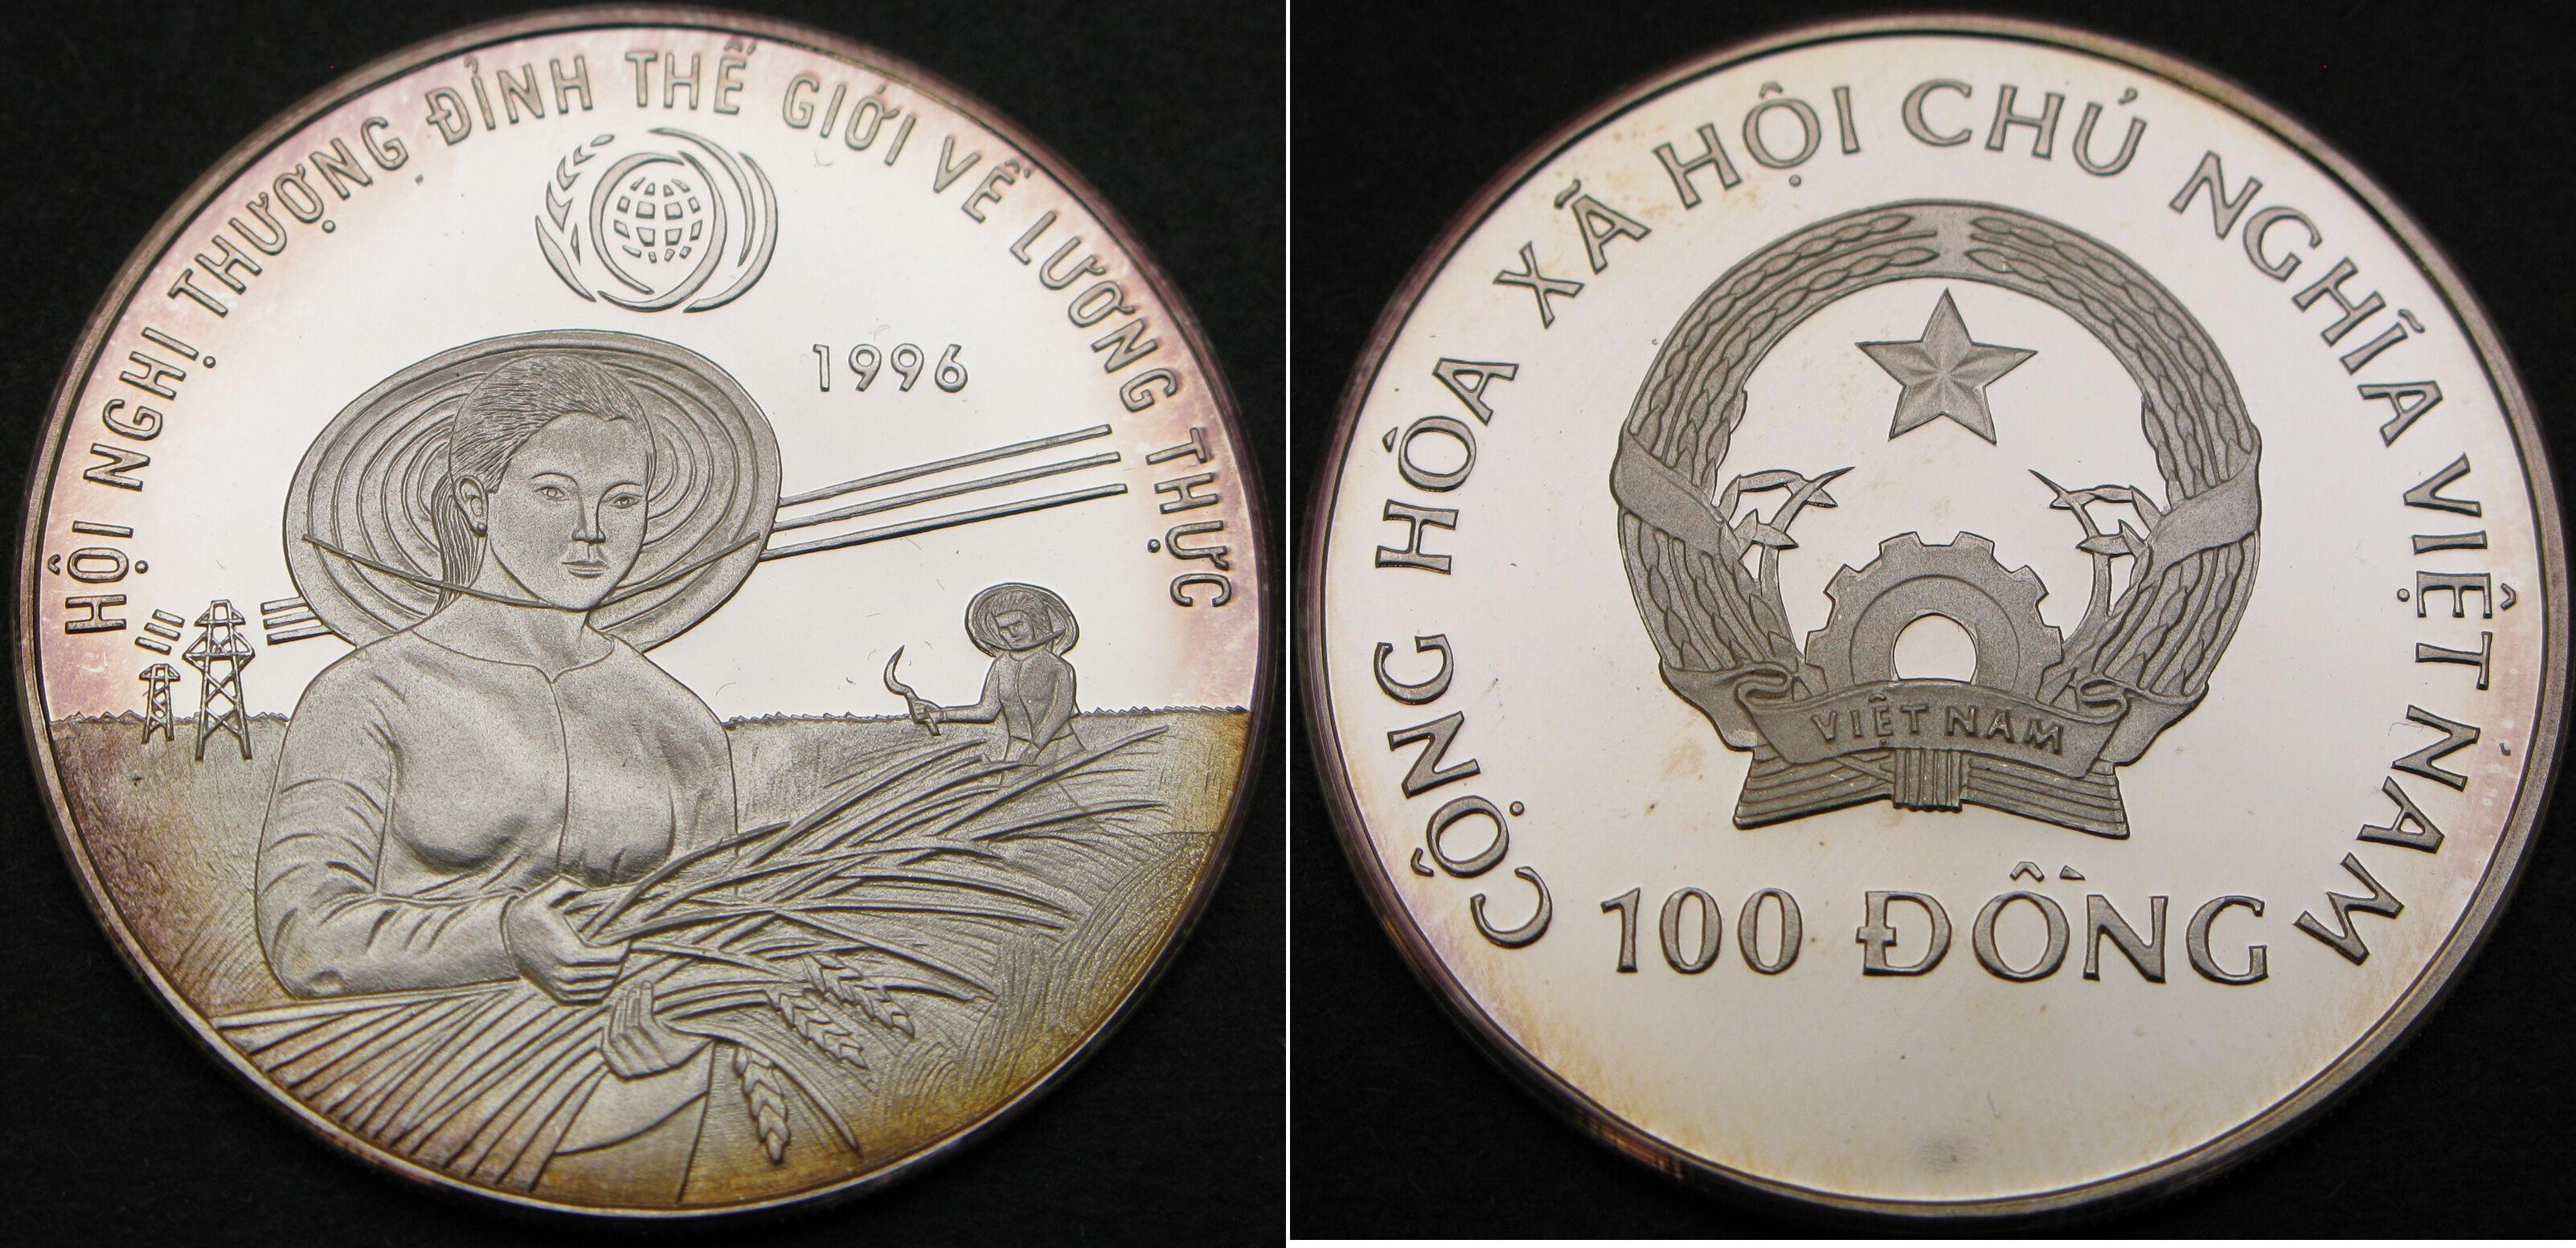 HỘI NGHỊ THƯỢNG ĐỈNH THẾ GIỚI VỀ LƯƠNG THỰC
1996
CỘNG HÒA XÃ HỘI CHỦ NGHĨA VIỆT NAM
VIỆT NAM
100 ĐỒNG